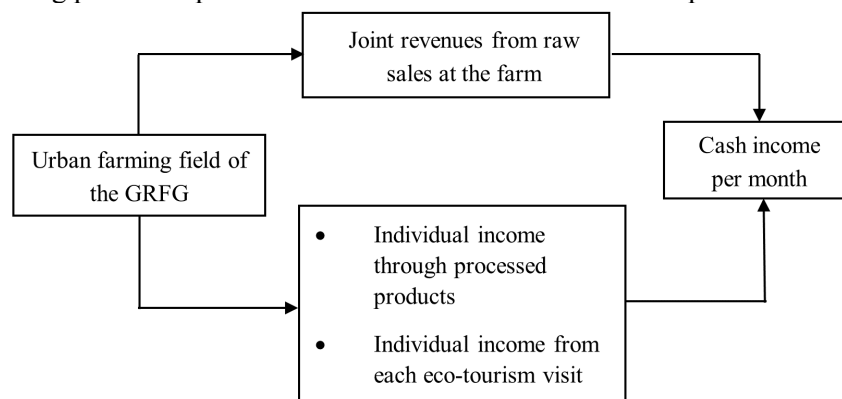 Joint revenues from raw
sales at the farm
Urban farming field of
the GRFG
Cash income
per month
• Individual income
through processed
products
• Individual income from
each eco-tourism visit